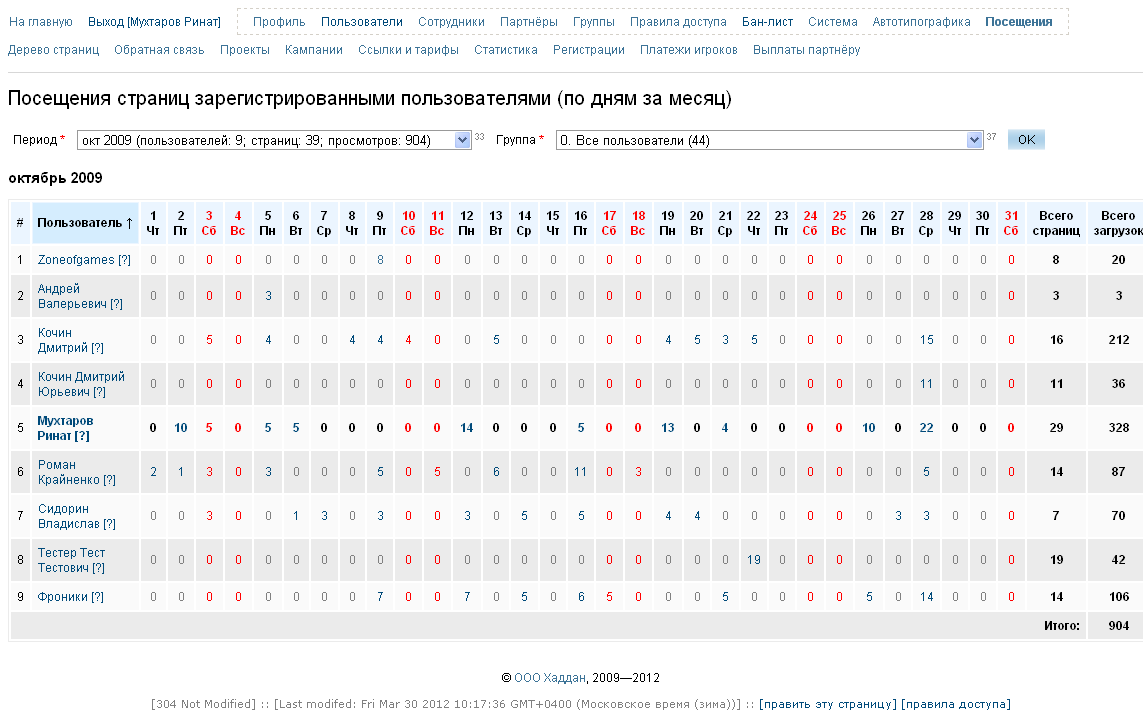 На главную Выход [Мухтаров Ринат] Профиль Пользователи Сотрудники Партнёры Группы Правила доступа Бан-лист Система Автотипографика Посещения
Дерево страниц Обратная связь Проекты Кампании Ссылки и тарифы Статистика Регистрации Платежи игроков Выплаты партнёру
Посещения страниц зарегистрированными пользователями (по дням за месяц)
Период * окт 2009 (пользователей: 9; страниц: 39; просмотров: 904) 33 Группа * 0. Все пользователи (44) 37 OK
октябрь 2009
# Пользователь ↑ 1 2 3 4 5 6 7 8 9 10 11 12 13 14 15 16 17 18 19 20 21 22 23 24 25 26 27 28 29 30 31 Всего Всего
Чт Пт Сб Вс Пн Вт Ср Чт Пт Сб Вс Пн Вт Ср Чт Пт Сб Вс Пн Вт Ср Чт Пт Сб Вс Пн Вт Ср Чт Пт Сб страниц загрузок
1 Zoneofgames [?] 0 0 0 0 0 0 0 0 8 0 0 0 0 0 0 0 0 0 0 0 0 0 0 0 0 0 0 0 0 0 0 8 20
2 Андрей
Валерьевич [?] 0 0 0 0 3 0 0 0 0 0 0 0 0 0 0 0 0 0 0 0 0 0 0 0 0 0 0 0 0 0 0 3 3
3 Кочин
Дмитрий [?] 0 0 5 0 4 0 0 4 4 4 0 0 5 0 0 0 0 0 4 5 3 5 0 0 0 0 0 15 0 0 0 16 212
4 Кочин Дмитрий
Юрьевич [?] 0 0 0 0 0 0 0 0 0 0 0 0 0 0 0 0 0 0 0 0 0 0 0 0 0 0 0 11 0 0 0 11 36
5 Мухтаров
Ринат [?] 0 10 5 0 5 5 0 0 0 0 0 14 0 0 0 5 0 0 13 0 4 0 0 0 0 10 0 22 0 0 0 29 328
6 Роман
Крайненко [?] 2 1 3 0 3 0 0 0 5 0 5 0 6 0 0 11 0 3 0 0 0 0 0 0 0 0 0 5 0 0 0 14 87
7 Сидорин
Владислав [?] 0 0 3 0 0 1 3 0 3 0 0 3 0 5 0 5 0 0 4 4 0 0 0 0 0 0 3 3 0 0 0 7 70
8 Тестер Тест
Тестович [?] 0 0 0 0 0 0 0 0 0 0 0 0 0 0 0 0 0 0 0 0 0 19 0 0 0 0 0 0 0 0 0 19 42
9 Фроники [?] 0 0 0 0 0 0 0 0 7 0 0 7 0 5 0 6 5 0 0 0 5 0 0 0 0 5 0 14 0 0 0 14 106
Итого: 904
© ООО Хаддан, 2009—2012
[304 Not Modified] :: [Last modifed: Fri Mar 30 2012 10:17:36 GMT+0400 (Московское время (зима))] :: [править эту страницу] [правила доступа]